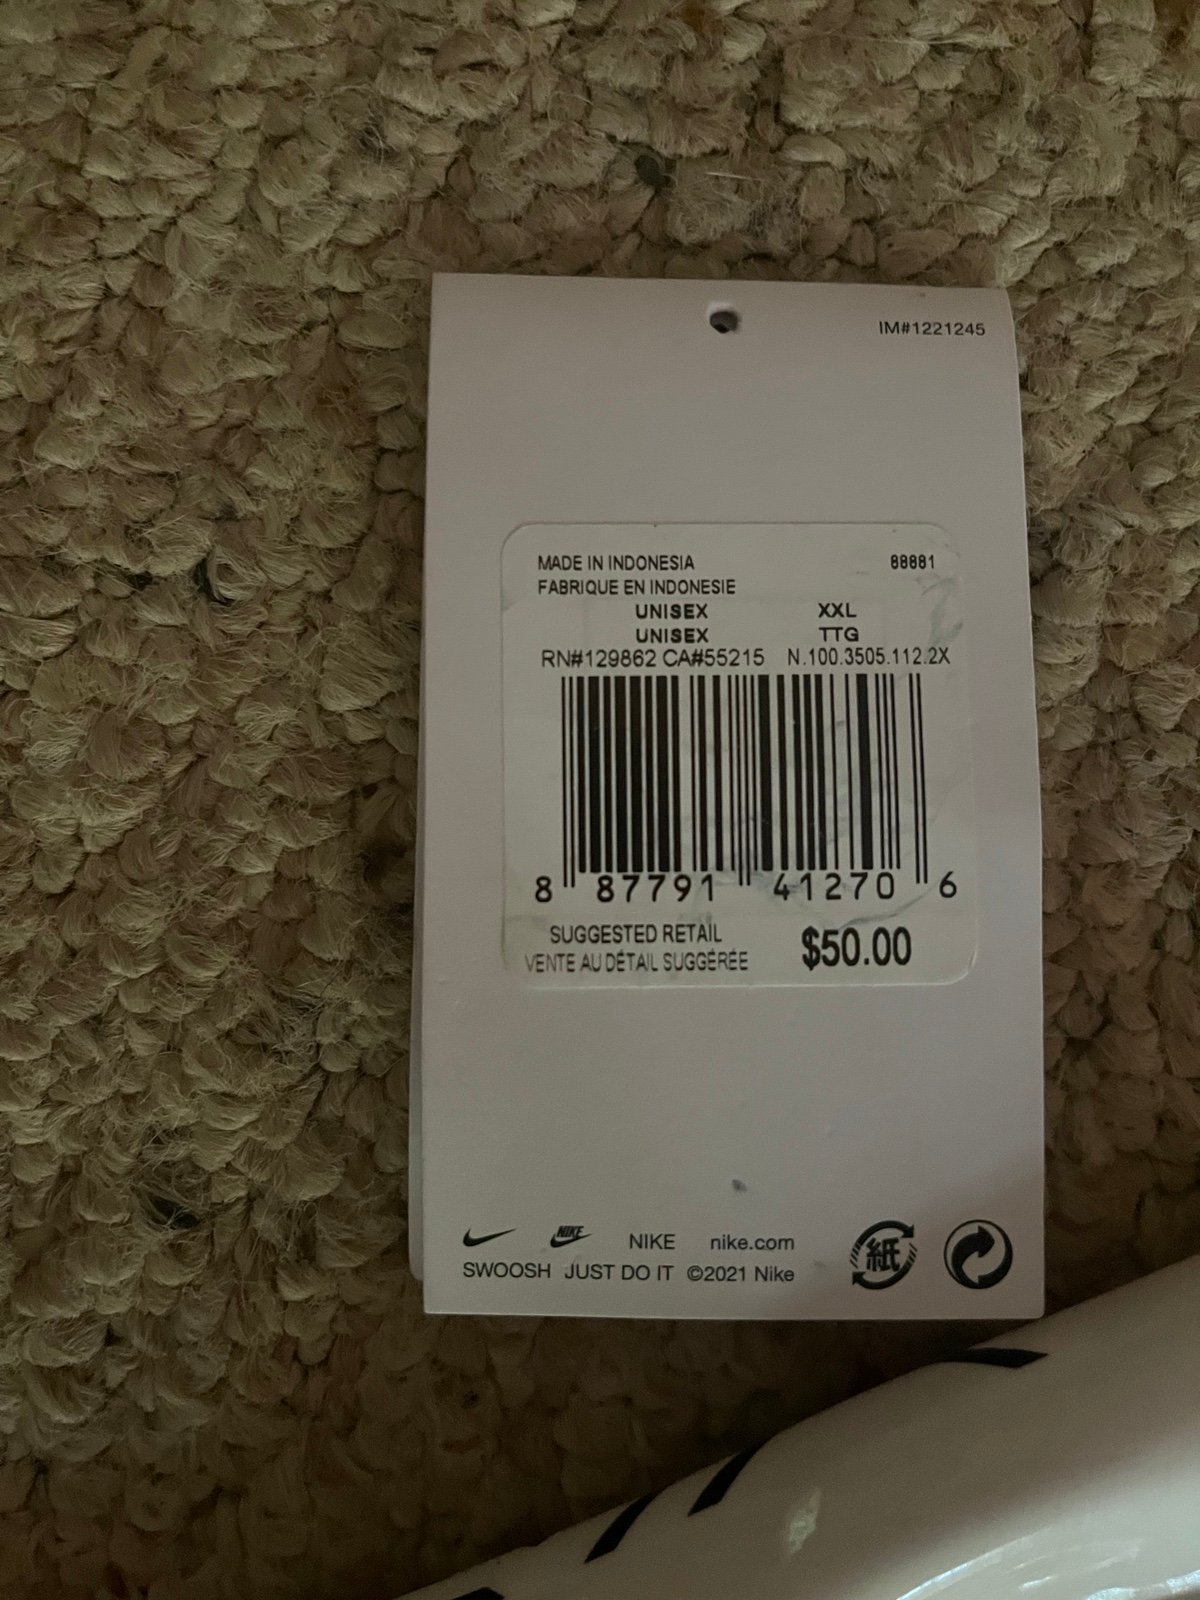 IM#1221245
MADE IN INDONESIA 88881
FABRIQUE EN INDONESIE
UNISEX XXL
UNISEX TTG
RN#129862 CA#55215 N.100.3505.112.2X
8 87791 41270 6
SUGGESTED RETAIL $50.00
VENTE AU DÉTAIL SUGGÉRÉE
NIKE NIKE nike.com
SWOOSH JUST DO IT ©2021 Nike
紙